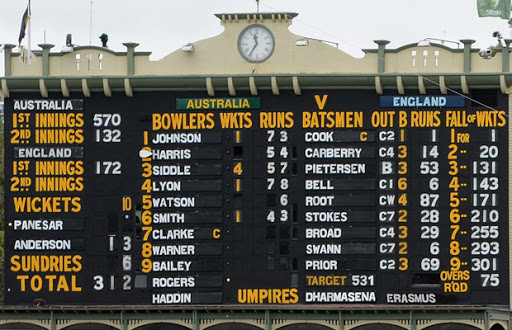 AUSTRALIA
1ST INNINGS 570
2ND INNINGS 132
ENGLAND
1ST INNINGS 172
2ND INNINGS
WICKETS 10
PANESAR
ANDERSON 13
SUNDRIES 6
TOTAL 312
AUSTRALIA V ENGLAND
BOWLERS WKTS RUNS
1 JOHNSON 1 73
2 HARRIS 54
3 SIDDLE 4 57
4 LYON 1 78
5 WATSON 6
6 SMITH 1 43
7 CLARKE C
8 WARNER
9 BAILEY
ROGERS
HADDIN
BATSMEN OUT B RUNS FALL OF WKTS
COOK C C2 1 1 1 FOR 1
CARBERRY C4 3 14 2 20
PIETERSEN B 3 53 3 131
BELL C1 6 6 4 143
ROOT CW 4 87 5 171
STOKES C7 2 28 6 210
BROAD C4 3 29 7 255
SWANN C7 2 6 8 293
PRIOR C2 3 69 9 301
TARGET 531 OVERS RQD 75
UMPIRES DHARMASENA ERASMUS